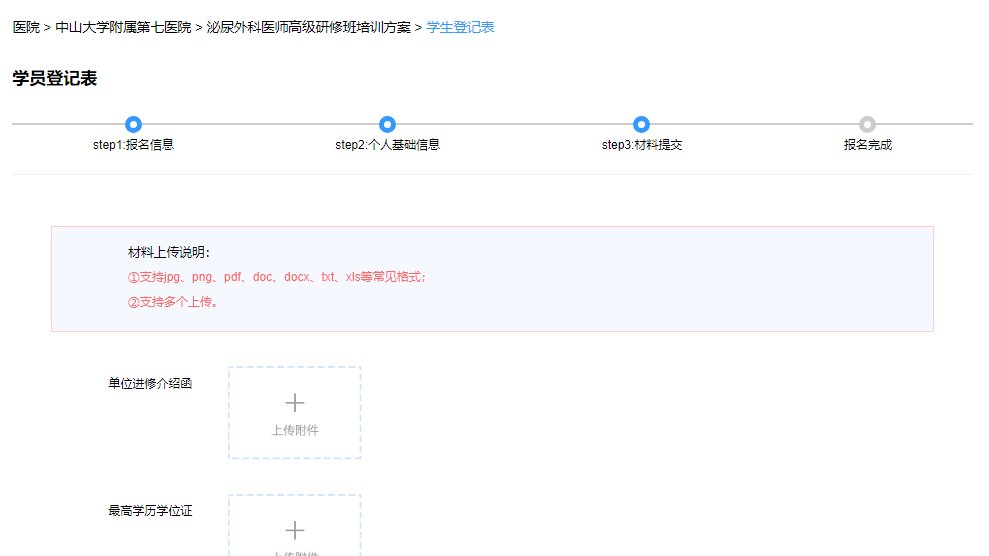 医院 > 中山大学附属第七医院 > 泌尿外科医师高级研修班培训方案 > 学生登记表
学员登记表
step1:报名信息 step2:个人基础信息 step3:材料提交 报名完成
材料上传说明:
①支持jpg、png、pdf、doc、docx、txt、xls等常见格式;
②支持多个上传。
单位进修介绍函
上传附件
最高学历学位证
上传附件